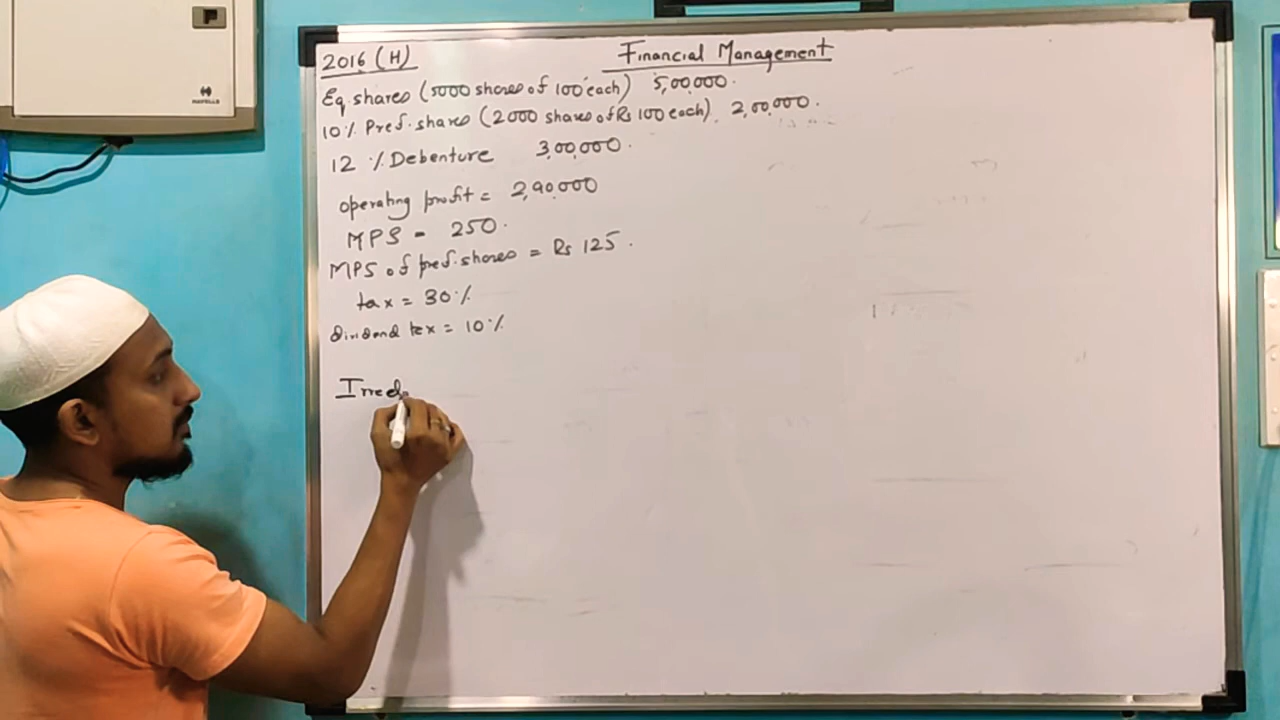 HAVELLS
2016 (H)
Financial Management
Eq. shares (5000 shares of 100 each) 5,00,000.
10% Pref. shares (2000 shares of Rs 100 each). 2,00,000.
12 % Debenture 3,00,000.
operating profit = 2,90,000
MPS = 250.
MPS of pref. shares = Rs 125.
tax = 30%
dividend tax = 10%
Irred